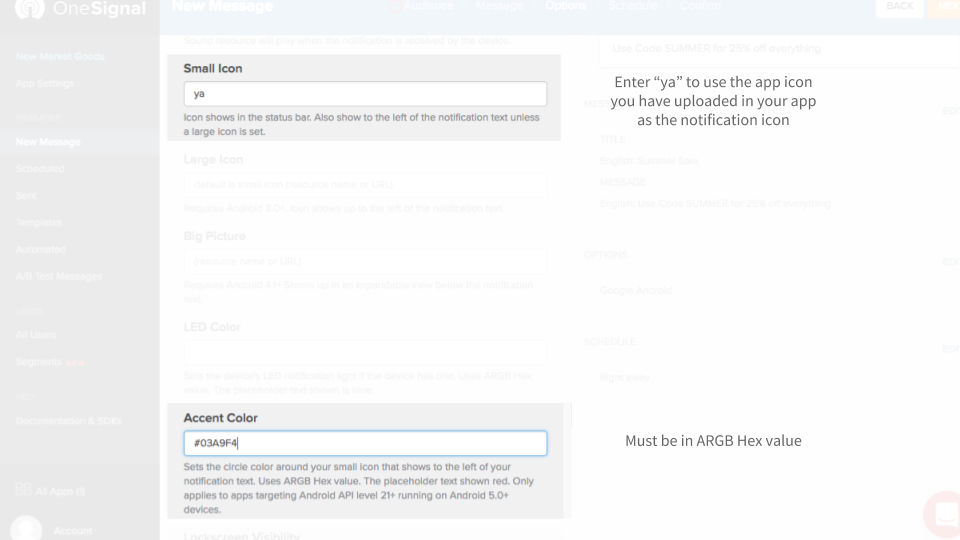 OneSignal
New Message
Audience
Message
Options
Schedule
Confirm
BACK
Sound resource will play when the notification is received by the device.
Use Code SUMMER for 25% off everything
New Market Goods
App Settings
Small Icon
ya
Icon shows in the status bar. Also show to the left of the notification text unless
a large icon is set.
Enter “ya” to use the app icon
you have uploaded in your app
as the notification icon
EDIT
TITLE
English: Summer Sale
MESSAGE
English: Use Code SUMMER for 25% off everything
New Message
Scheduled
Sent
Templates
Automated
A/B Test Messages
Large Icon
default is small icon (resource name or URL)
Requires Android 5.0+. Icon shows up to the left of the notification text.
Big Picture
(resource name or URL)
Requires Android 4.1+ Shows up in an expandable view below the notification
text.
OPTIONS
Google Android
LED Color
Sets the device's LED notification light if the device has one. Uses ARGB Hex
value. The placeholder text shown is blue.
SCHEDULE
Right away
All Users
Segments
HELP
Documentation & SDKs
Accent Color
#03A9F4
Sets the circle color around your small icon that shows to the left of your
notification text. Uses ARGB Hex value. The placeholder text shown red. Only
applies to apps targeting Android API level 21+ running on Android 5.0+
devices.
Must be in ARGB Hex value
All Apps (1)
Account
Lockscreen Visibility